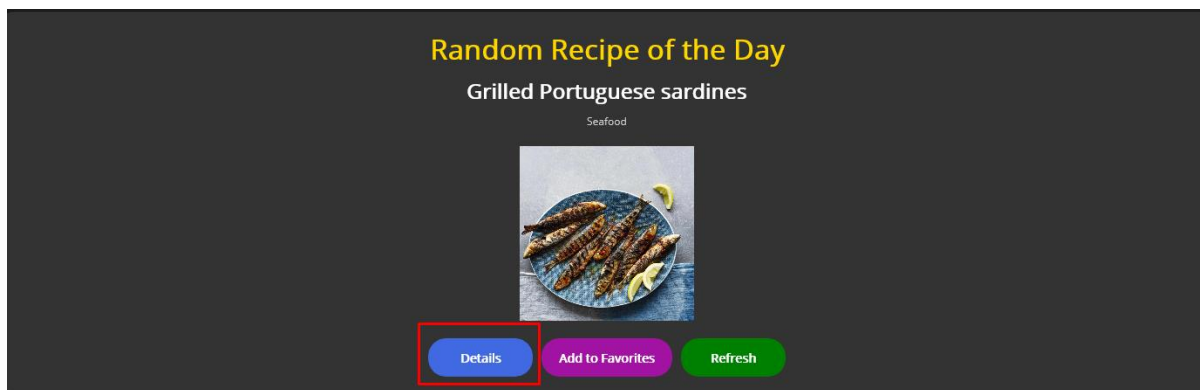 Random Recipe of the Day
Grilled Portuguese sardines
Seafood
Details Add to Favorites Refresh